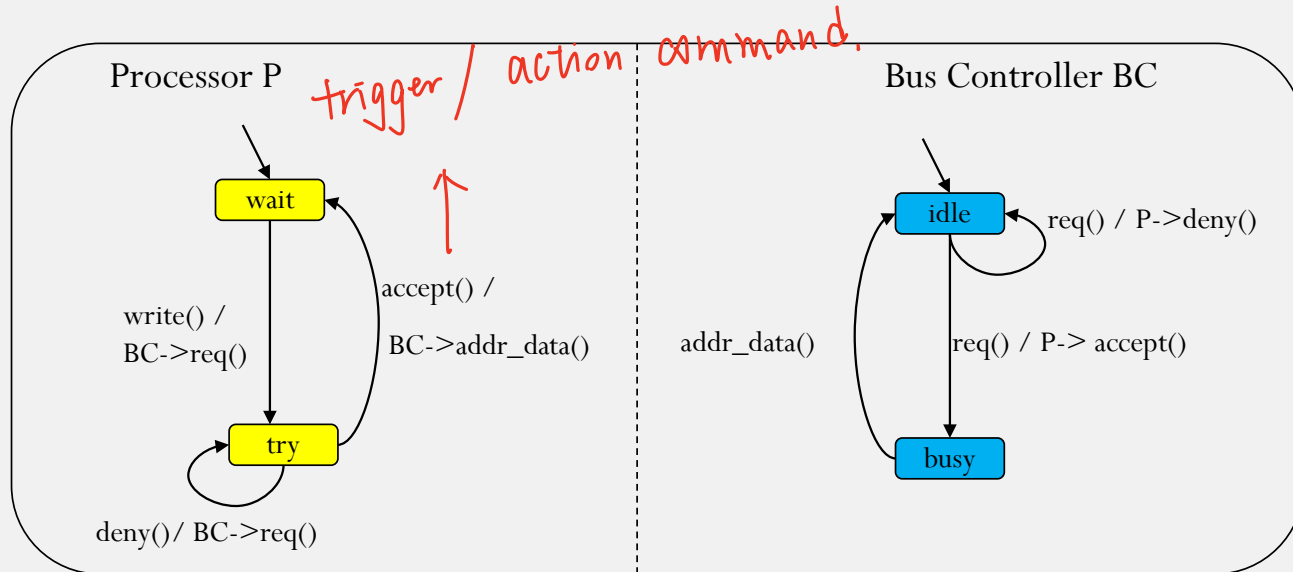 Processor P
trigger / action command.
Bus Controller BC
wait
idle
req() / P->deny()
accept() /
write() /
BC->req()
BC->addr_data()
addr_data()
req() / P-> accept()
try
busy
deny()/ BC->req()